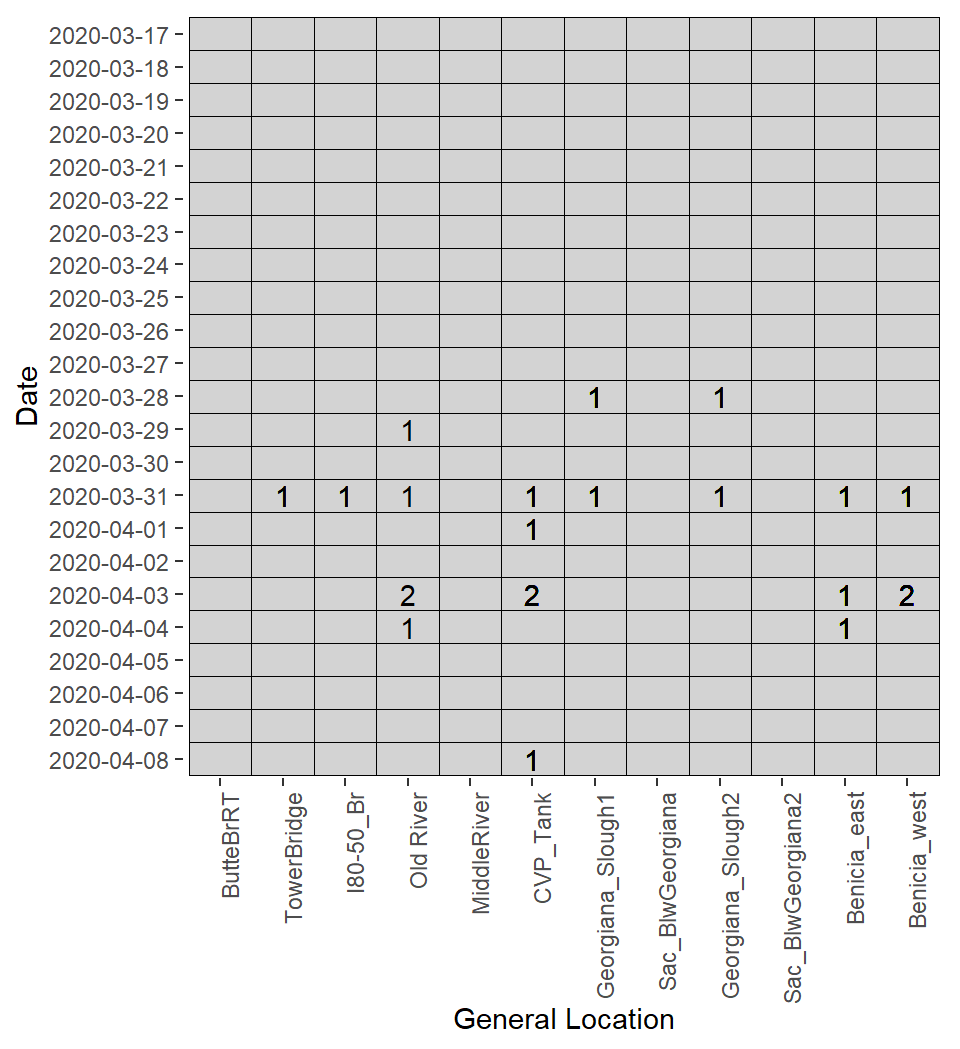 2020-03-17
2020-03-18
2020-03-19
2020-03-20
2020-03-21
2020-03-22
2020-03-23
2020-03-24
2020-03-25
2020-03-26
2020-03-27
2020-03-28 1 1
2020-03-29 1
2020-03-30
2020-03-31 1 1 1 1 1 1 1 1
2020-04-01 1
2020-04-02
2020-04-03 2 2 1 2
2020-04-04 1 1
2020-04-05
2020-04-06
2020-04-07
2020-04-08 1
Date
ButteBrRT
TowerBridge
I80-50_Br
Old River
MiddleRiver
CVP_Tank
Georgiana_Slough1
Sac_BlwGeorgiana
Georgiana_Slough2
Sac_BlwGeorgiana2
Benicia_east
Benicia_west
General Location